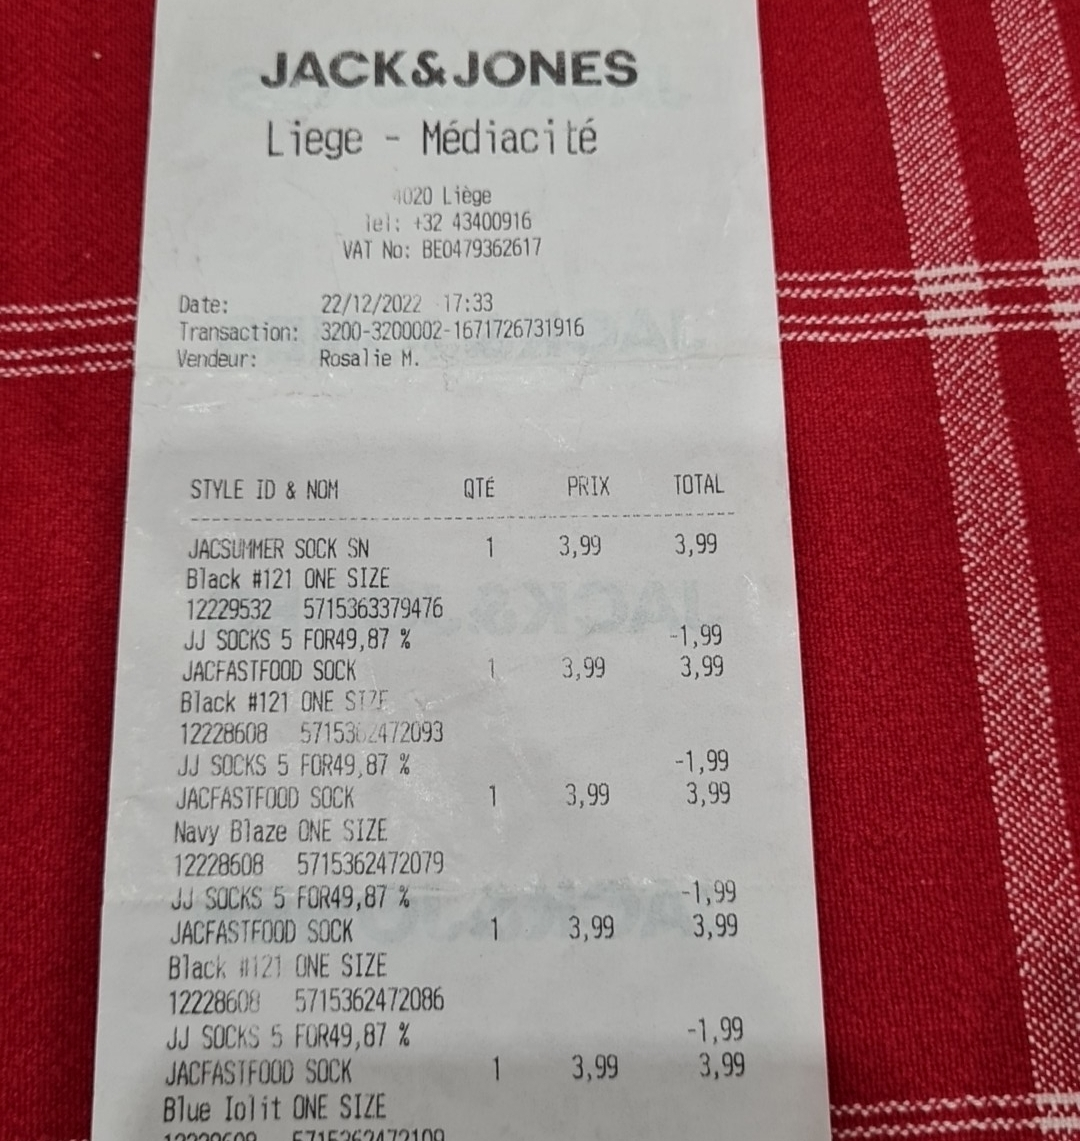 JACK&JONES
Liege - Médiacité
4020 Liège
Tel: +32 43400916
VAT No: BE0479362617
Date: 22/12/2022 17:33
Transaction: 3200-3200002-1671726731916
Vendeur: Rosalie M.
STYLE ID & NOM QTÉ PRIX TOTAL
JACSUMMER SOCK SN 1 3,99 3,99
Black #121 ONE SIZE
12229532 5715363379476
JJ SOCKS 5 FOR49,87 % -1,99
JACFASTFOOD SOCK 1 3,99 3,99
Black #121 ONE SIZE
12228608 5715362472093
JJ SOCKS 5 FOR49,87 % -1,99
JACFASTFOOD SOCK 1 3,99 3,99
Navy Blaze ONE SIZE
12228608 5715362472079
JJ SOCKS 5 FOR49,87 % -1,99
JACFASTFOOD SOCK 1 3,99 3,99
Black #121 ONE SIZE
12228608 5715362472086
JJ SOCKS 5 FOR49,87 % -1,99
JACFASTFOOD SOCK 1 3,99 3,99
Blue Iolit ONE SIZE
12228608 5715362472109